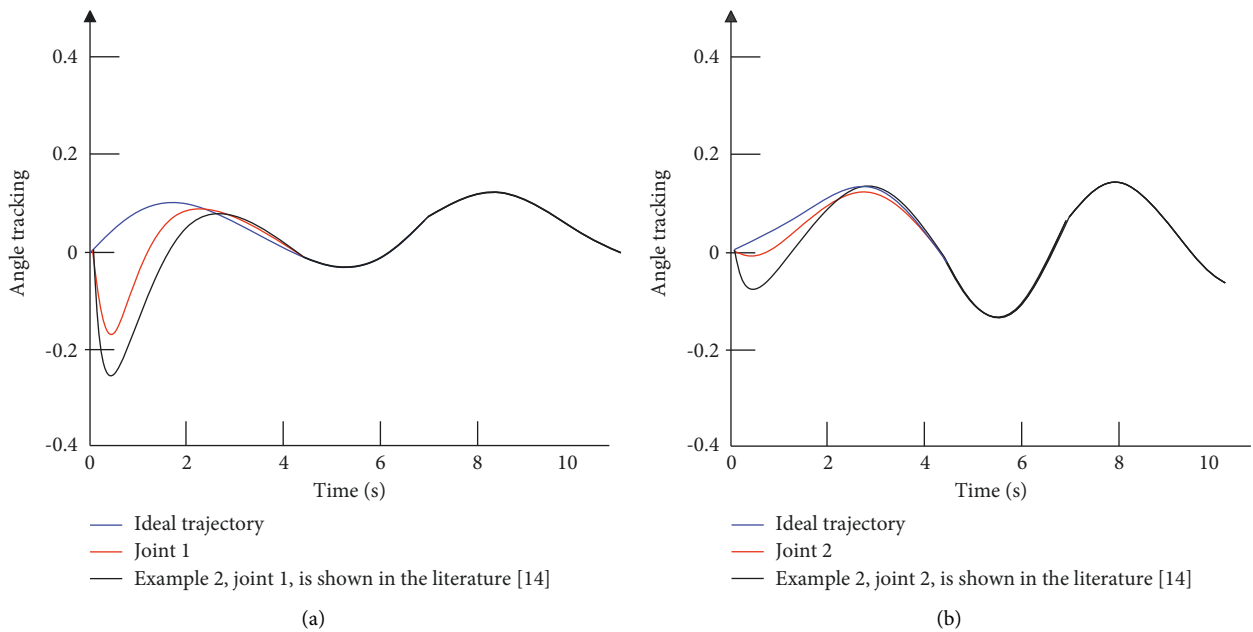 0.4
0.2
0
-0.2
-0.4
Angle tracking
0 2 4 6 8 10
Time (s)
Ideal trajectory
Joint 1
Example 2, joint 1, is shown in the literature [14]
(a)
0.4
0.2
0
-0.2
-0.4
Angle tracking
0 2 4 6 8 10
Time (s)
Ideal trajectory
Joint 2
Example 2, joint 2, is shown in the literature [14]
(b)